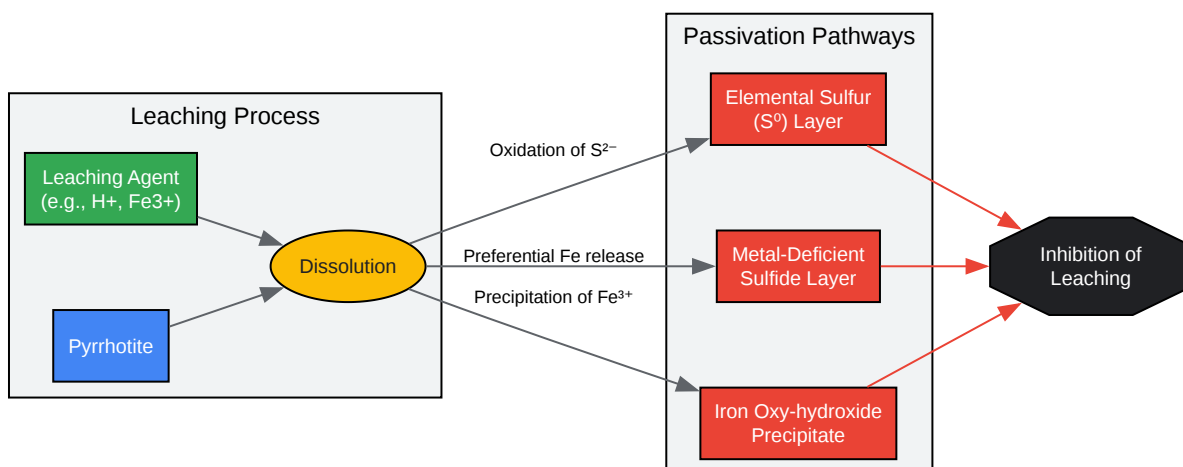 Leaching Process
Leaching Agent
(e.g., H+, Fe3+)
Pyrrhotite
Dissolution
Oxidation of S²⁻
Preferential Fe release
Precipitation of Fe³⁺
Passivation Pathways
Elemental Sulfur
(S⁰) Layer
Metal-Deficient
Sulfide Layer
Iron Oxy-hydroxide
Precipitate
Inhibition of
Leaching